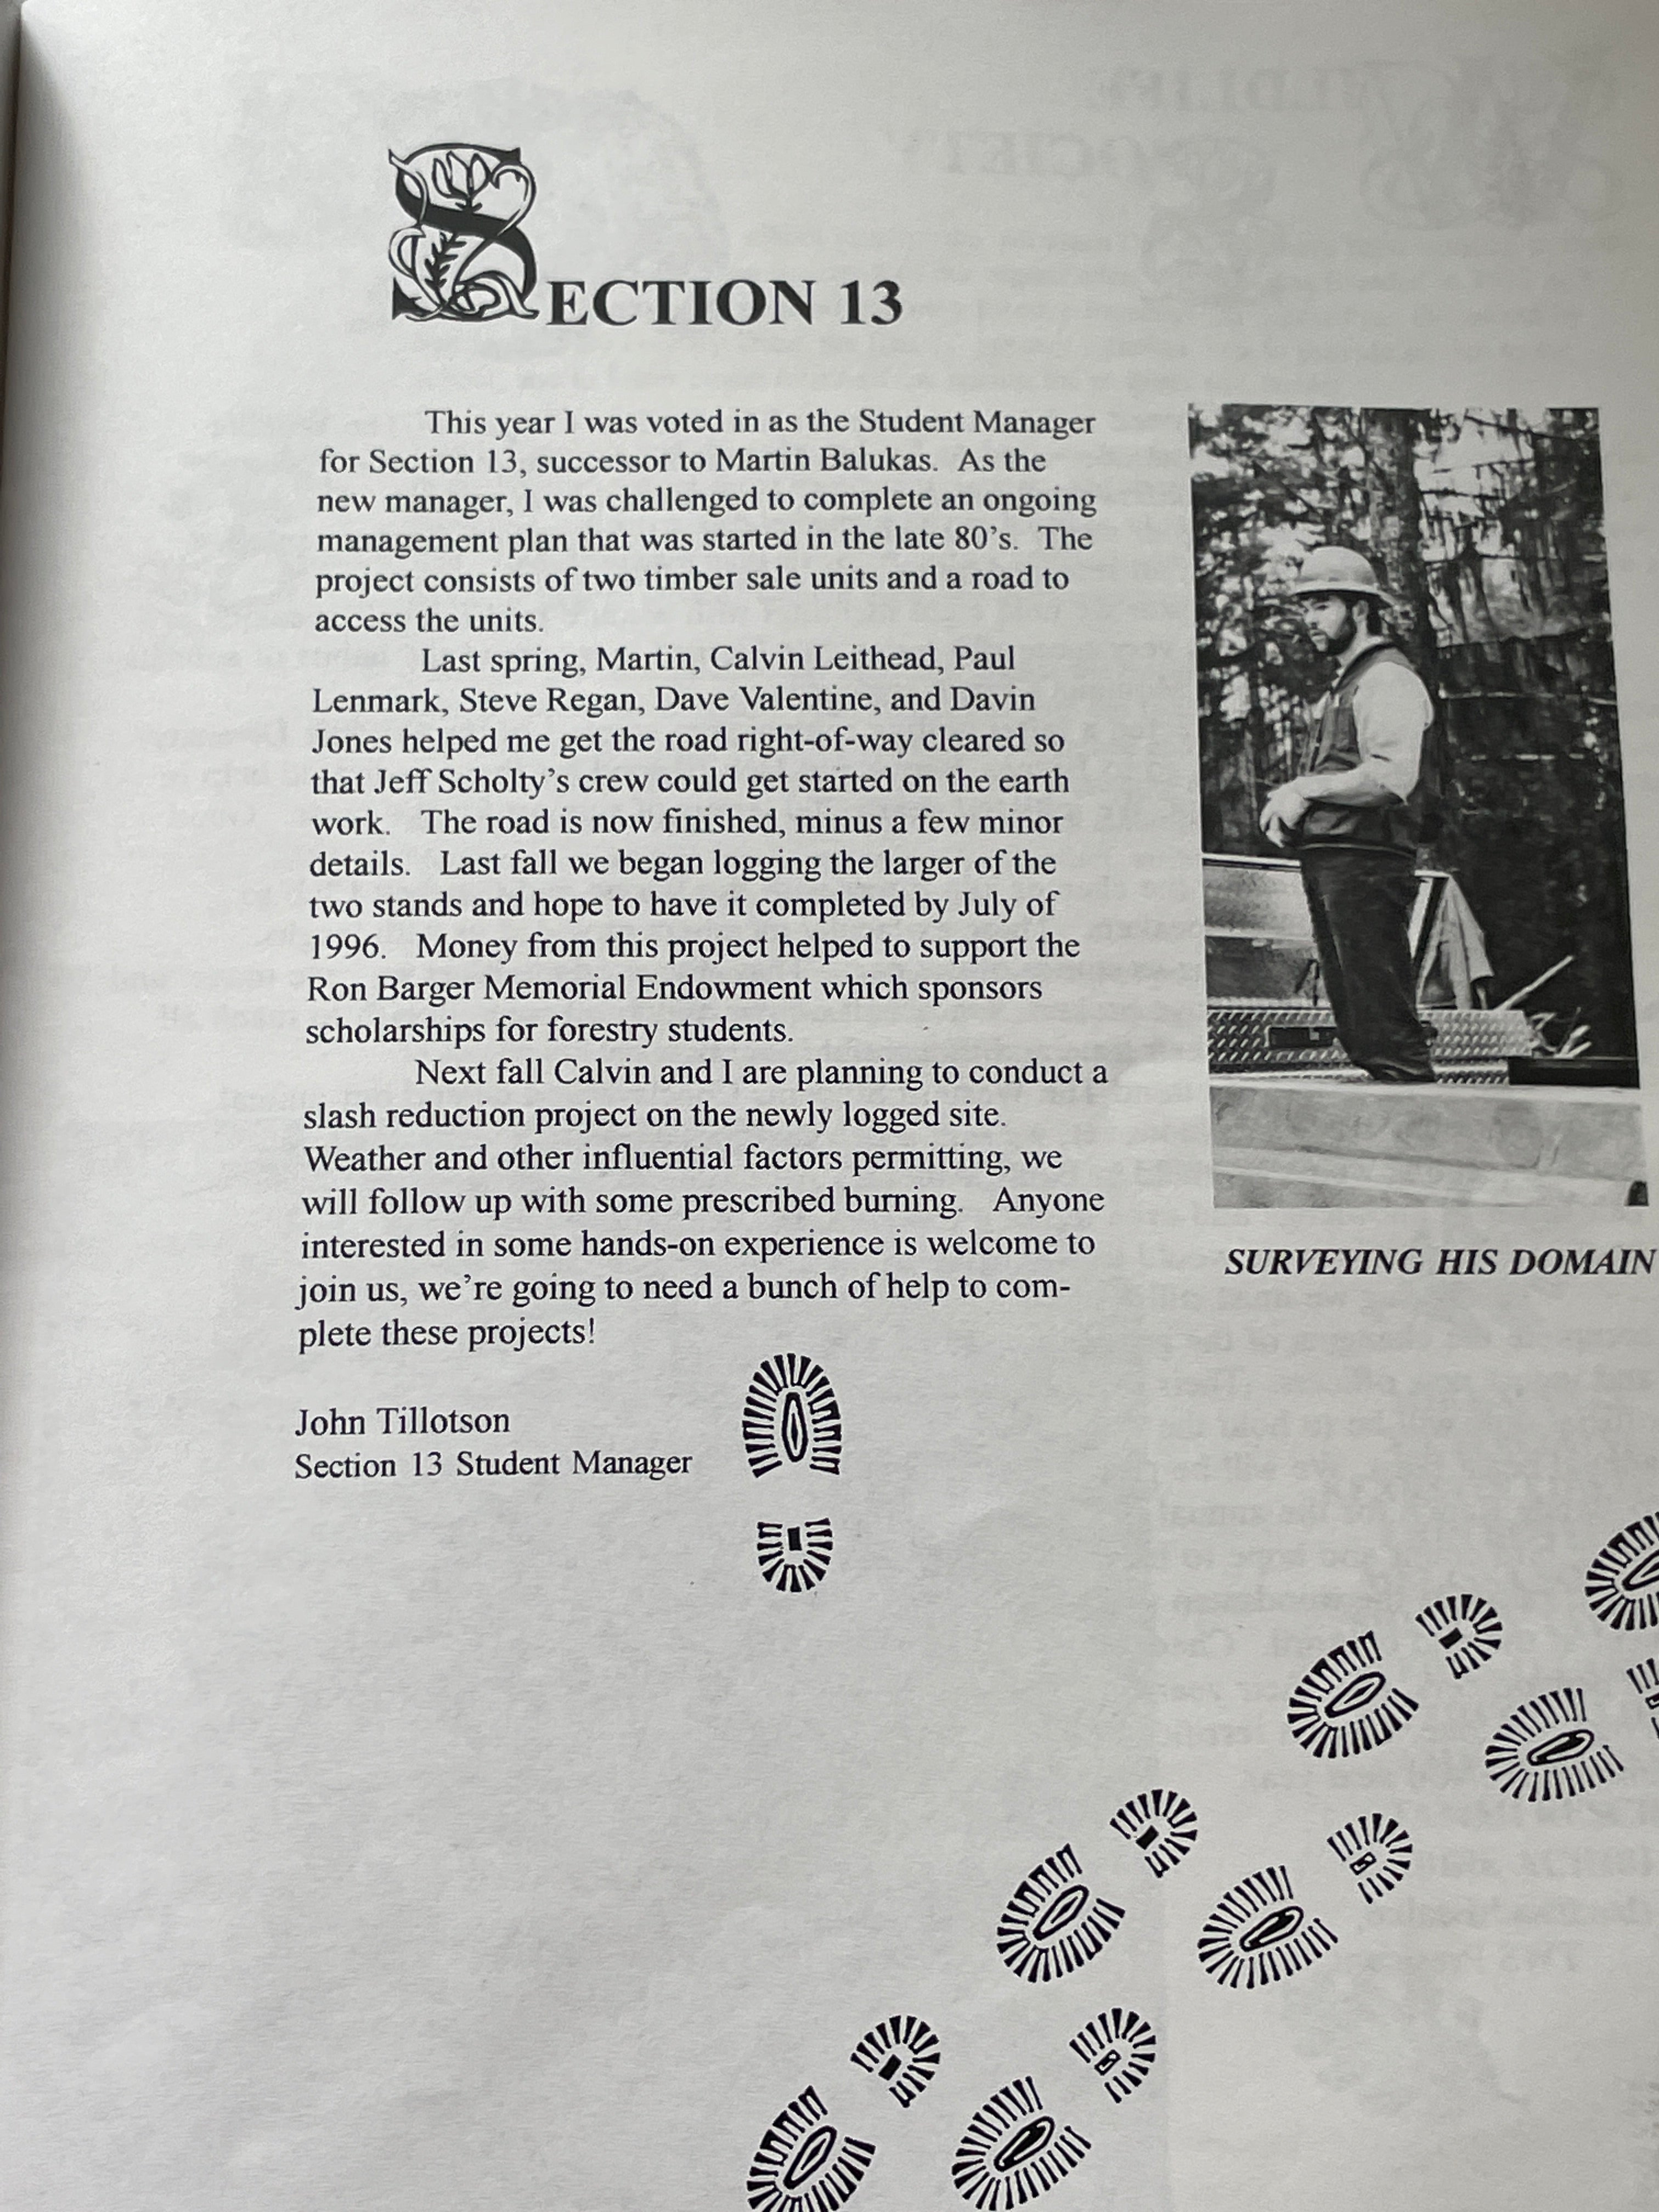 SECTION 13
This year I was voted in as the Student Manager
for Section 13, successor to Martin Balukas. As the
new manager, I was challenged to complete an ongoing
management plan that was started in the late 80's. The
project consists of two timber sale units and a road to
access the units.
Last spring, Martin, Calvin Leithead, Paul
Lenmark, Steve Regan, Dave Valentine, and Davin
Jones helped me get the road right-of-way cleared so
that Jeff Scholty's crew could get started on the earth
work. The road is now finished, minus a few minor
details. Last fall we began logging the larger of the
two stands and hope to have it completed by July of
1996. Money from this project helped to support the
Ron Barger Memorial Endowment which sponsors
scholarships for forestry students.
Next fall Calvin and I are planning to conduct a
slash reduction project on the newly logged site.
Weather and other influential factors permitting, we
will follow up with some prescribed burning. Anyone
interested in some hands-on experience is welcome to
join us, we're going to need a bunch of help to com-
plete these projects!
John Tillotson
Section 13 Student Manager
SURVEYING HIS DOMAIN